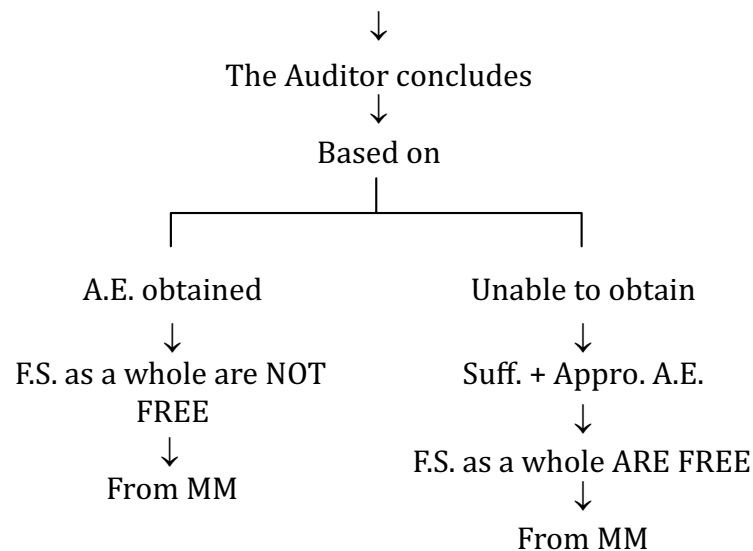 The Auditor concludes
Based on
A.E. obtained
F.S. as a whole are NOT
FREE
From MM
Unable to obtain
Suff. + Appro. A.E.
F.S. as a whole ARE FREE
From MM